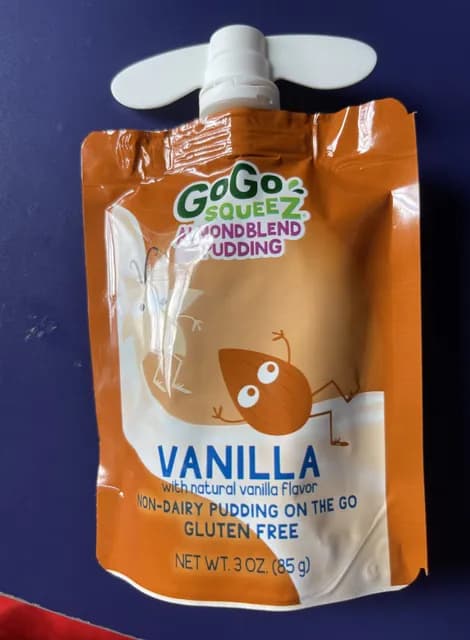 GoGo
SQUEEZ
ALMONDBLEND
PUDDING
VANILLA
with natural vanilla flavor
NON-DAIRY PUDDING ON THE GO
GLUTEN FREE
NET WT. 3 OZ. (85 g)